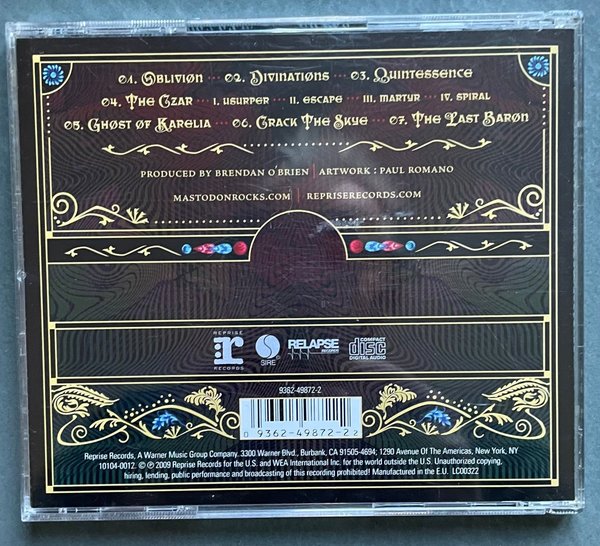 01. Oblivion ··· 02. Divinations ··· 03. Quintessence
04. The Czar ··· I. Usurper ··· II. Escape ··· III. Martyr ··· IV. Spiral
05. Ghost of Karelia ··· 06. Crack The Skye ··· 07. The Last Baron
PRODUCED BY BRENDAN O'BRIEN | ARTWORK : PAUL ROMANO
MASTODONROCKS.COM | REPRISERECORDS.COM
REPRISE
r
RECORDS
SIRE
RELAPSE
RECORDS
COMPACT
disc
DIGITAL AUDIO
9362-49872-2
0 9362-49872-2 2
Reprise Records, A Warner Music Group Company. 3300 Warner Blvd., Burbank, CA 91505-4694; 1290 Avenue Of The Americas, New York, NY
10104-0012. © ℗ 2009 Reprise Records for the U.S. and WEA International Inc. for the world outside the U.S. Unauthorized copying,
hiring, lending, public performance and broadcasting of this recording prohibited! Manufactured in the E.U. LC00322